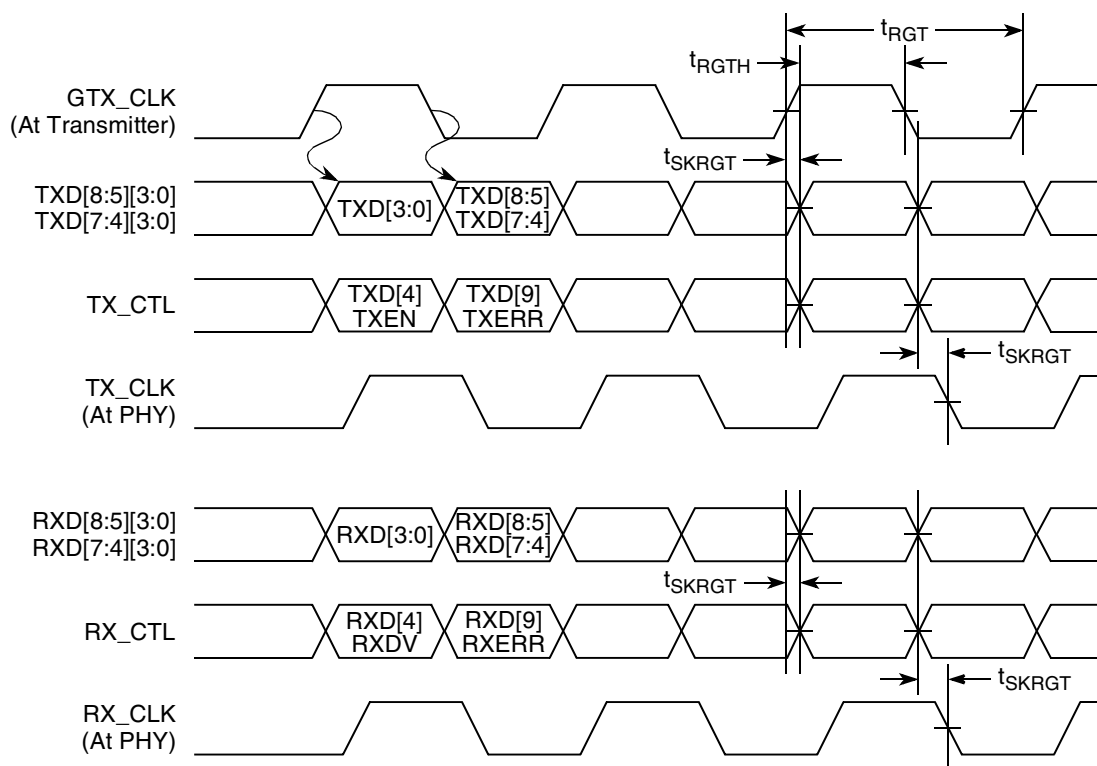 tRGT
tRGTH
GTX_CLK
(At Transmitter)
tSKRGT
TXD[8:5][3:0]
TXD[7:4][3:0]
TXD[3:0]
TXD[8:5]
TXD[7:4]
TX_CTL
TXD[4]
TXEN
TXD[9]
TXERR
tSKRGT
TX_CLK
(At PHY)
RXD[8:5][3:0]
RXD[7:4][3:0]
RXD[3:0]
RXD[8:5]
RXD[7:4]
tSKRGT
RX_CTL
RXD[4]
RXDV
RXD[9]
RXERR
tSKRGT
RX_CLK
(At PHY)